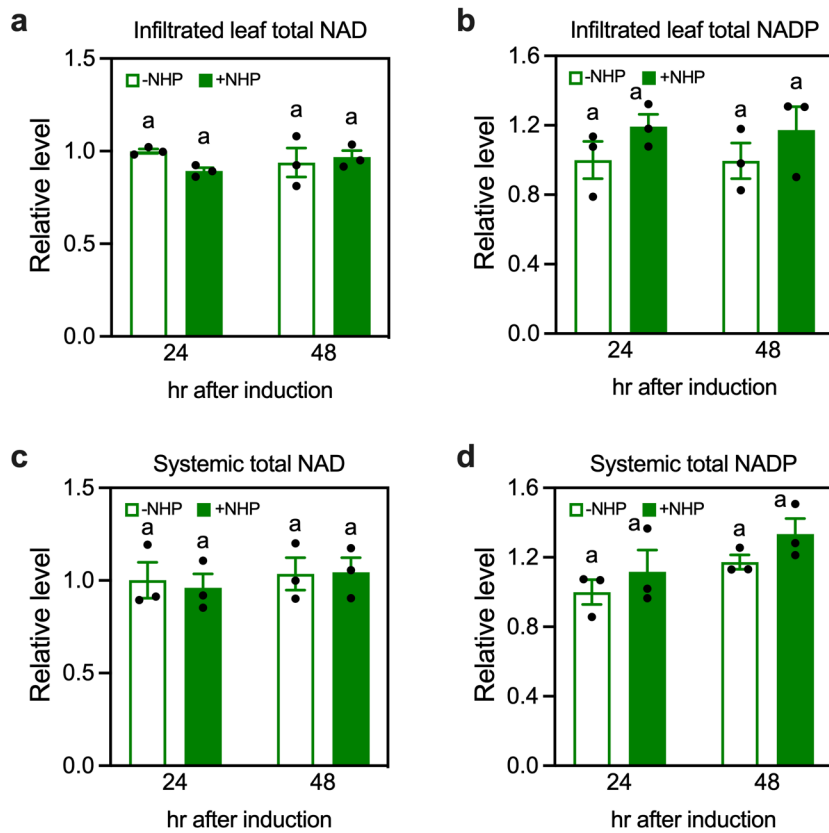 a
Infiltrated leaf total NAD
Relative level
1.5
1.0
0.5
0.0
-NHP +NHP
a a a a
24 48
hr after induction
b
Infiltrated leaf total NADP
Relative level
1.6
1.2
0.8
0.4
0.0
-NHP +NHP
a a a a
24 48
hr after induction
c
Systemic total NAD
Relative level
1.5
1.0
0.5
0.0
-NHP +NHP
a a a a
24 48
hr after induction
d
Systemic total NADP
Relative level
1.6
1.2
0.8
0.4
0.0
-NHP +NHP
a a a a
24 48
hr after induction